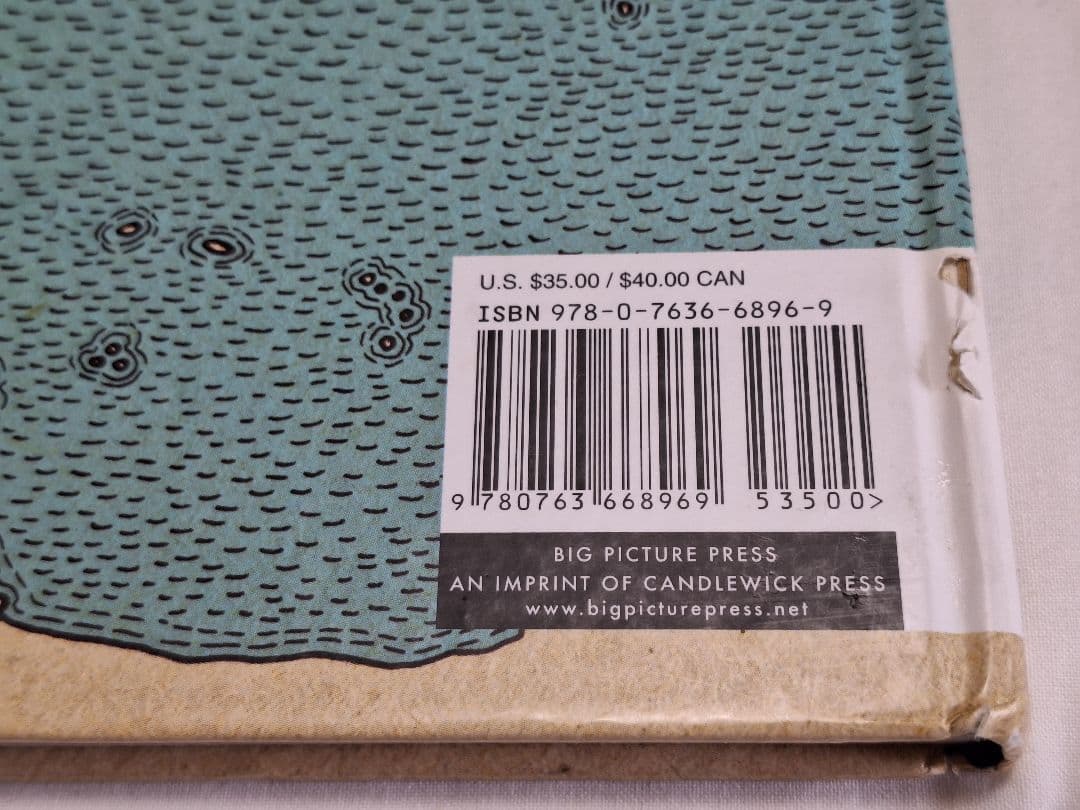 U.S. $35.00 / $40.00 CAN
ISBN 978-0-7636-6896-9
9 780763 668969 53500>
BIG PICTURE PRESS
AN IMPRINT OF CANDLEWICK PRESS
www.bigpicturepress.net